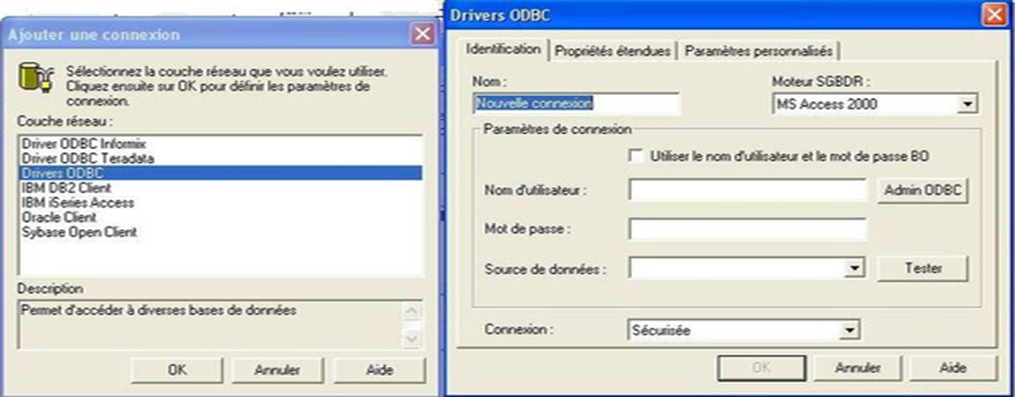 Ajouter une connexion
Sélectionnez la couche réseau que vous voulez utiliser.
Cliquez ensuite sur OK pour définir les paramètres de
connexion.
Couche réseau :
Driver ODBC Informix
Driver ODBC Teradata
Drivers ODBC
IBM DB2 Client
IBM iSeries Access
Oracle Client
Sybase Open Client
Description
Permet d'accéder à diverses bases de données
OK Annuler Aide
Drivers ODBC
Identification Propriétés étendues Paramètres personnalisés
Nom : Moteur SGBDR :
Nouvelle connexion MS Access 2000
Paramètres de connexion
Utiliser le nom d'utilisateur et le mot de passe BO
Nom d'utilisateur : Admin ODBC
Mot de passe :
Source de données : Tester
Connexion : Sécurisée
OK Annuler Aide